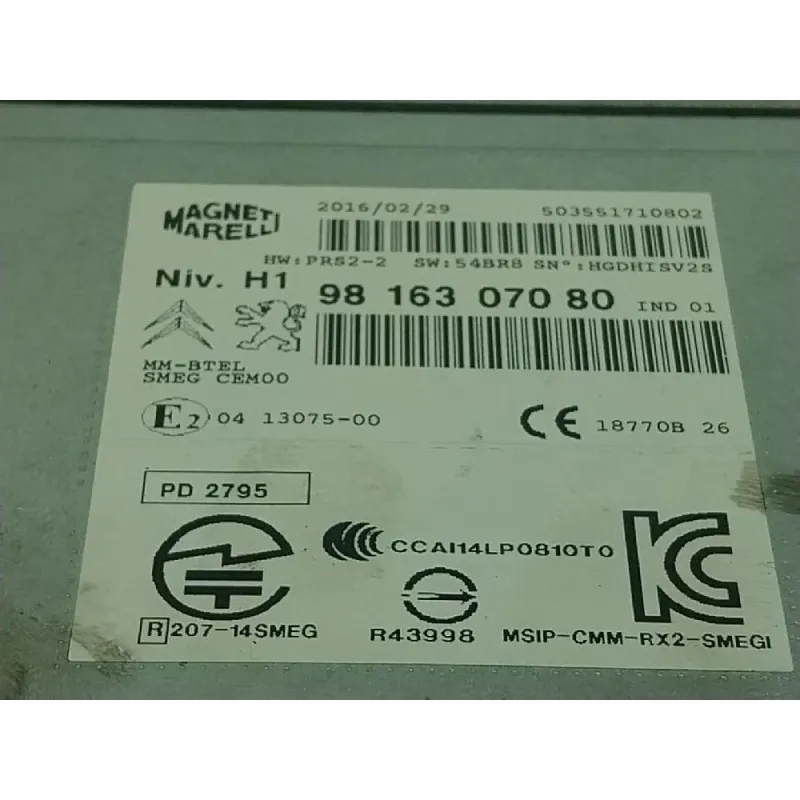 MAGNETI
MARELLI
2016/02/29 503551710802
HW:PRS2-2 SW:54BR8 SN°:HGDHISV2S
Niv. H1
98 163 070 80 IND 01
MM-BTEL
SMEG CEM00
E2 04 13075-00
CE 18770B 26
PD 2795
CCAI14LP0810T0
R 207-14SMEG
R43998
MSIP-CMM-RX2-SMEGI